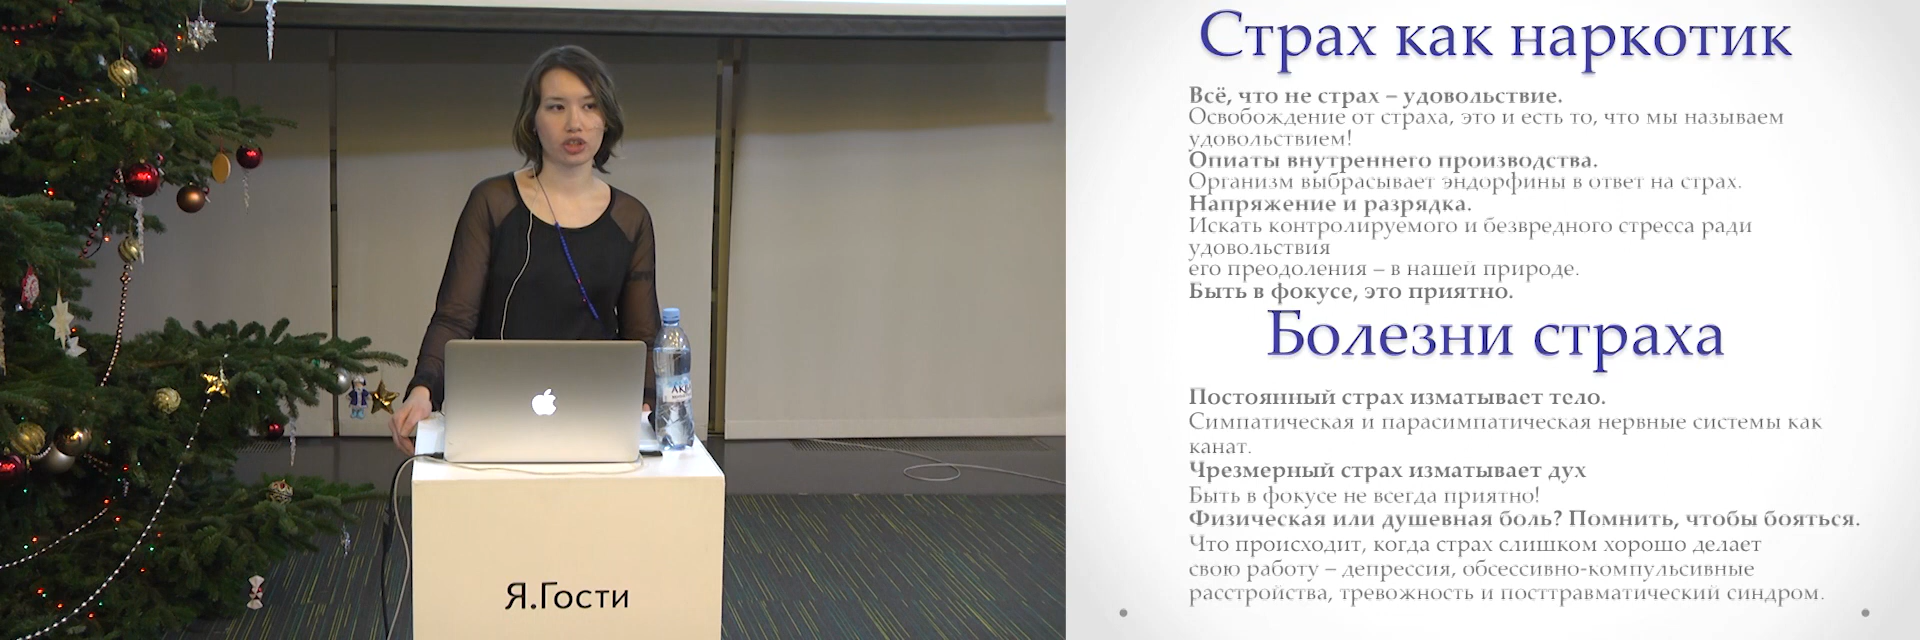 Я.Гости
Страх как наркотик
Всё, что не страх – удовольствие.
Освобождение от страха, это и есть то, что мы называем
удовольствием!
Опиаты внутреннего производства.
Организм выбрасывает эндорфины в ответ на страх.
Напряжение и разрядка.
Искать контролируемого и безвредного стресса ради
удовольствия
его преодоления – в нашей природе.
Быть в фокусе, это приятно.
Болезни страха
Постоянный страх изматывает тело.
Симпатическая и парасимпатическая нервные системы как
канат.
Чрезмерный страх изматывает дух
Быть в фокусе не всегда приятно!
Физическая или душевная боль? Помнить, чтобы бояться.
Что происходит, когда страх слишком хорошо делает
свою работу – депрессия, обсессивно-компульсивные
расстройства, тревожность и посттравматический синдром.